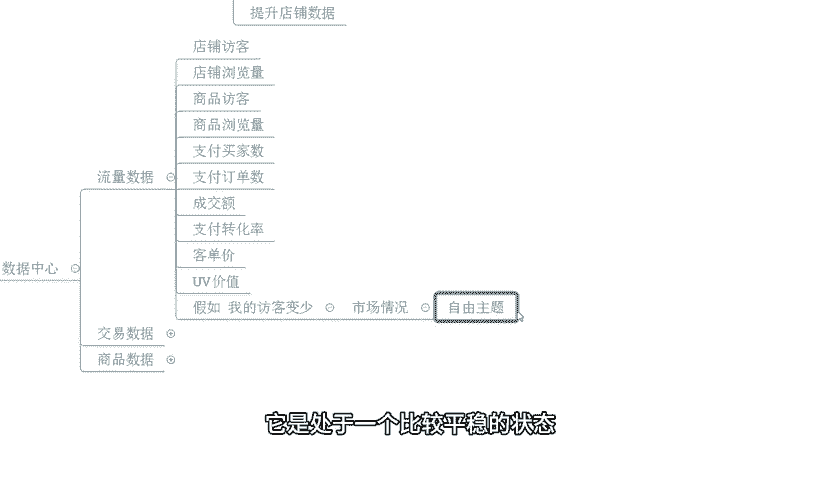 提升店铺数据
店铺访客
店铺浏览量
商品访客
商品浏览量
支付买家数
流量数据
支付订单数
成交额
支付转化率
客单价
数据中心
UV价值
假如 我的访客变少
市场情况
自由主题
交易数据
商品数据
它是处于一个比较平稳的状态